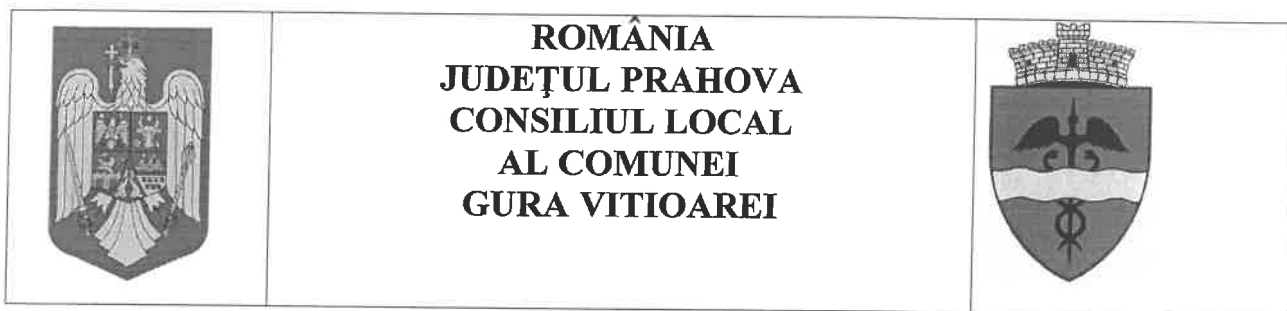 ROMÂNIA
JUDEŢUL PRAHOVA
CONSILIUL LOCAL
AL COMUNEI
GURA VITIOAREI